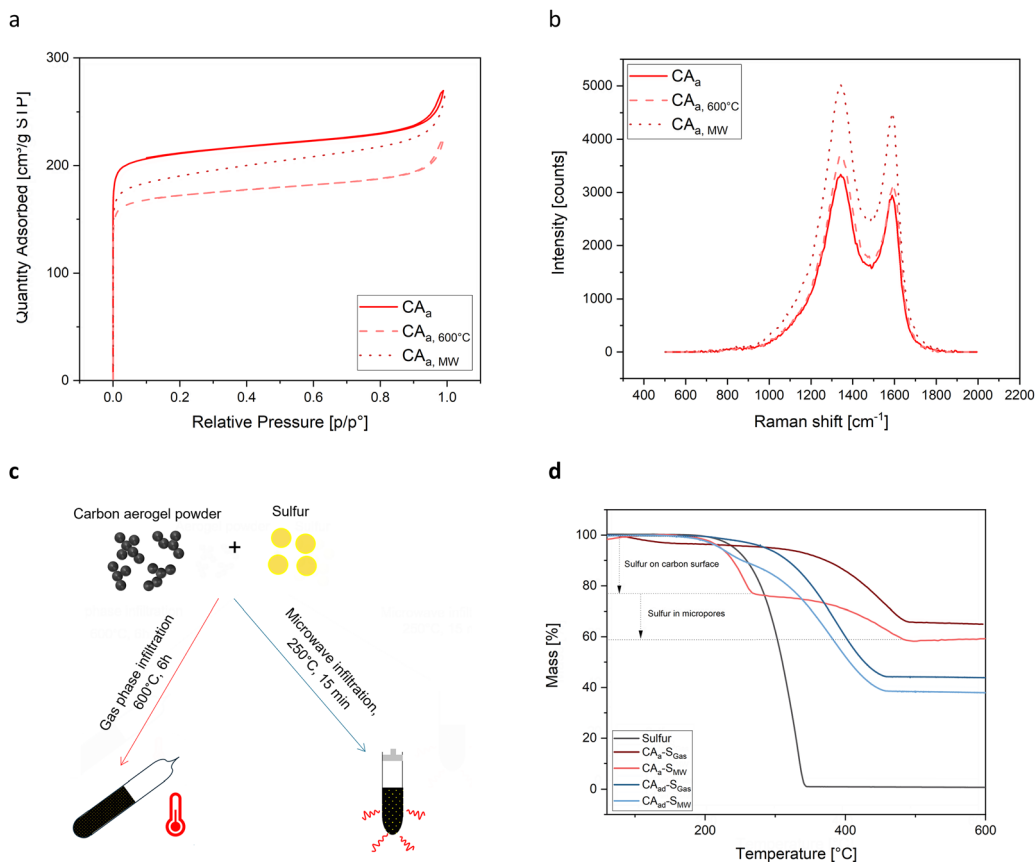 a
300
200
100
0
Quantity Adsorbed [cm³/g STP]
0.0 0.2 0.4 0.6 0.8 1.0
Relative Pressure [p/p°]
CAa
CAa, 600°C
CAa, MW
b
5000
4000
3000
2000
1000
0
Intensity [counts]
400 600 800 1000 1200 1400 1600 1800 2000 2200
Raman shift [cm-1]
CAa
CAa, 600°C
CAa, MW
c
Carbon aerogel powder
+
Sulfur
Gas phase infiltration
600°C, 6h
Microwave infiltration,
250°C, 15 min
d
100
80
60
40
20
0
Mass [%]
200 400 600
Temperature [°C]
Sulfur on carbon surface
Sulfur in micropores
Sulfur
CAa-SGas
CAa-SMW
CAad-SGas
CAad-SMW